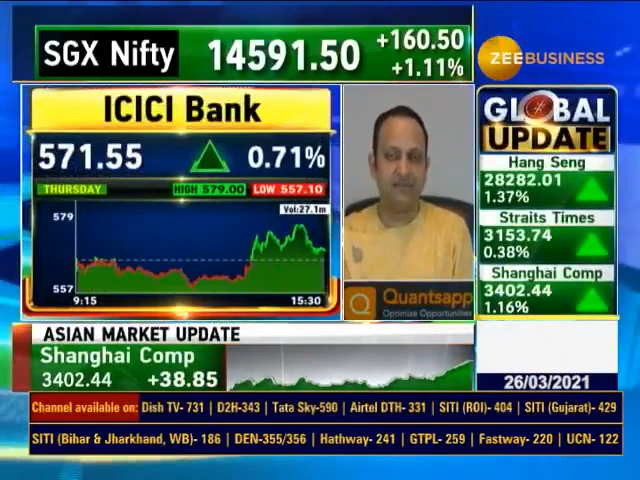 SGX Nifty 14591.50 +160.50
+1.11%
ZEEBUSINESS
ICICI Bank
571.55 0.71%
THURSDAY HIGH 579.00 LOW 557.10
Vol:27.1m
579
557
9:15 15:30
Quantsapp
Optimize Opportunities
GLOBAL
UPDATE
Hang Seng
28282.01
1.37%
Straits Times
3153.74
0.38%
Shanghai Comp
3402.44
1.16%
ASIAN MARKET UPDATE
Shanghai Comp
3402.44 +38.85
26/03/2021
Channel available on: Dish TV- 731 | D2H-343 | Tata Sky-590 | Airtel DTH- 331 | SITI (ROI)- 404 | SITI (Gujarat)- 429
SITI (Bihar & Jharkhand, WB)- 186 | DEN-355/356 | Hathway- 241 | GTPL- 259 | Fastway- 220 | UCN- 122